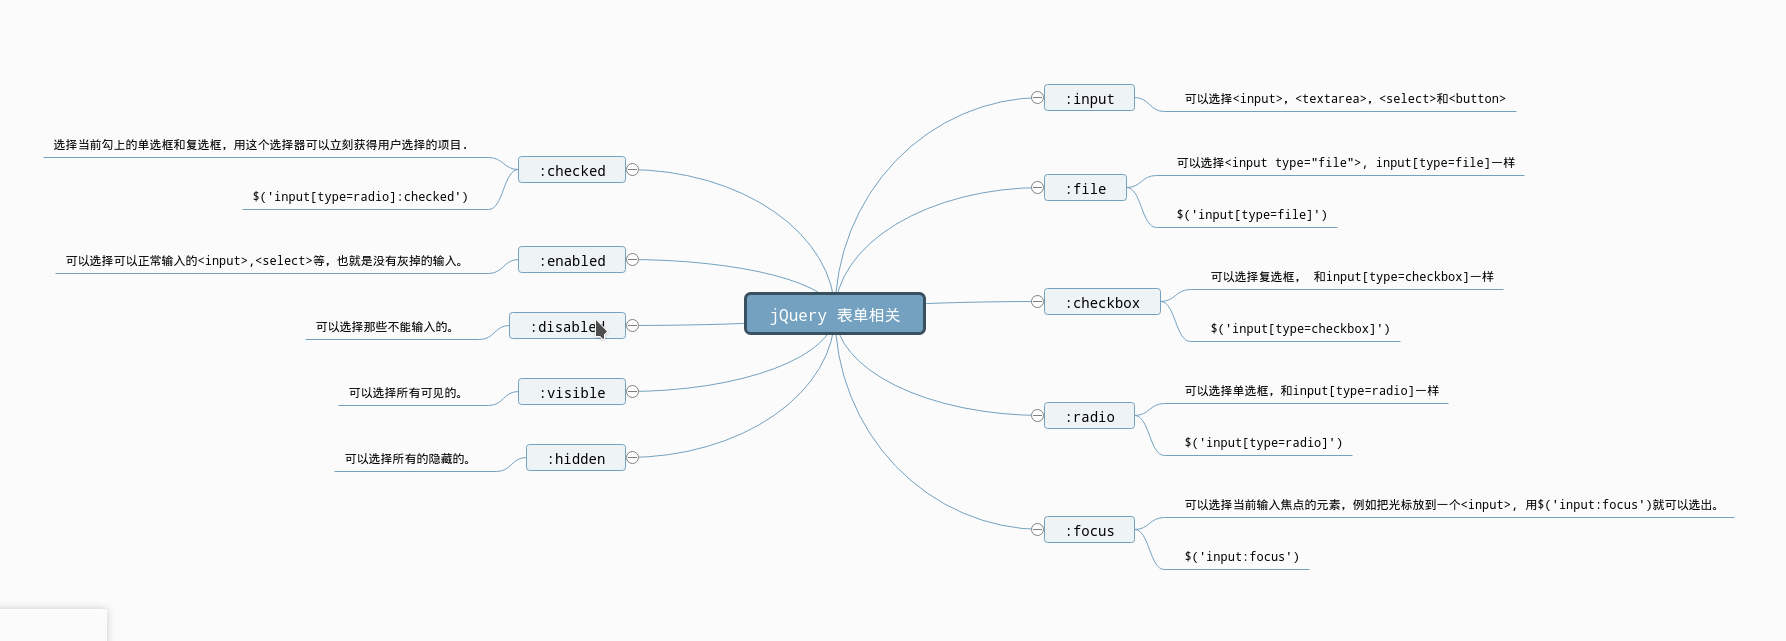 jQuery 表单相关
:input
可以选择<input>，<textarea>，<select>和<button>
:file
可以选择<input type="file">，input[type=file]一样
$('input[type=file]')
:checkbox
可以选择复选框， 和input[type=checkbox]一样
$('input[type=checkbox]')
:radio
可以选择单选框，和input[type=radio]一样
$('input[type=radio]')
:focus
可以选择当前输入焦点的元素，例如把光标放到一个<input>，用$('input:focus')就可以选出。
$('input:focus')
:checked
选择当前勾上的单选框和复选框，用这个选择器可以立刻获得用户选择的项目.
$('input[type=radio]:checked')
:enabled
可以选择可以正常输入的<input>,<select>等，也就是没有灰掉的输入。
:disabled
可以选择那些不能输入的。
:visible
可以选择所有可见的。
:hidden
可以选择所有的隐藏的。